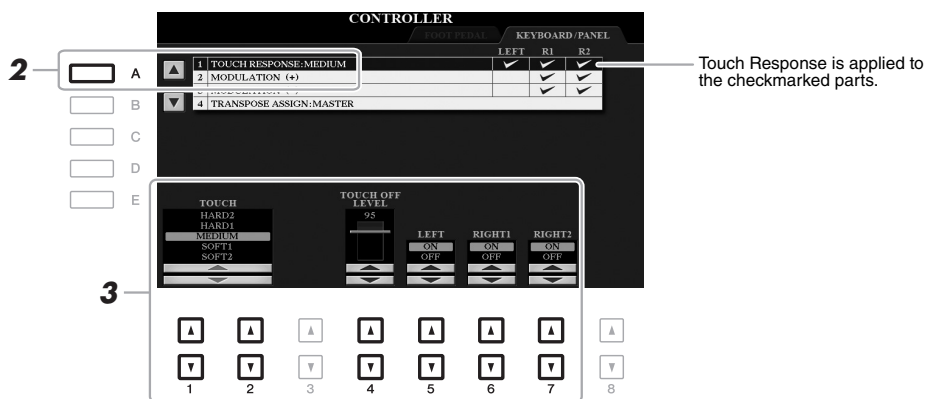 CONTROLLER
FOOT PEDAL KEYBOARD/PANEL
LEFT R1 R2
2 A 1 TOUCH RESPONSE:MEDIUM
Touch Response is applied to
the checkmarked parts.
2 MODULATION (+)
B 3 MODULATION (-)
4 TRANSPOSE ASSIGN:MASTER
C
D
E
TOUCH
HARD2
HARD1
MEDIUM
SOFT1
SOFT2
TOUCH OFF
LEVEL
95
LEFT RIGHT1 RIGHT2
ON ON ON
OFF OFF OFF
3
1 2 3 4 5 6 7 8